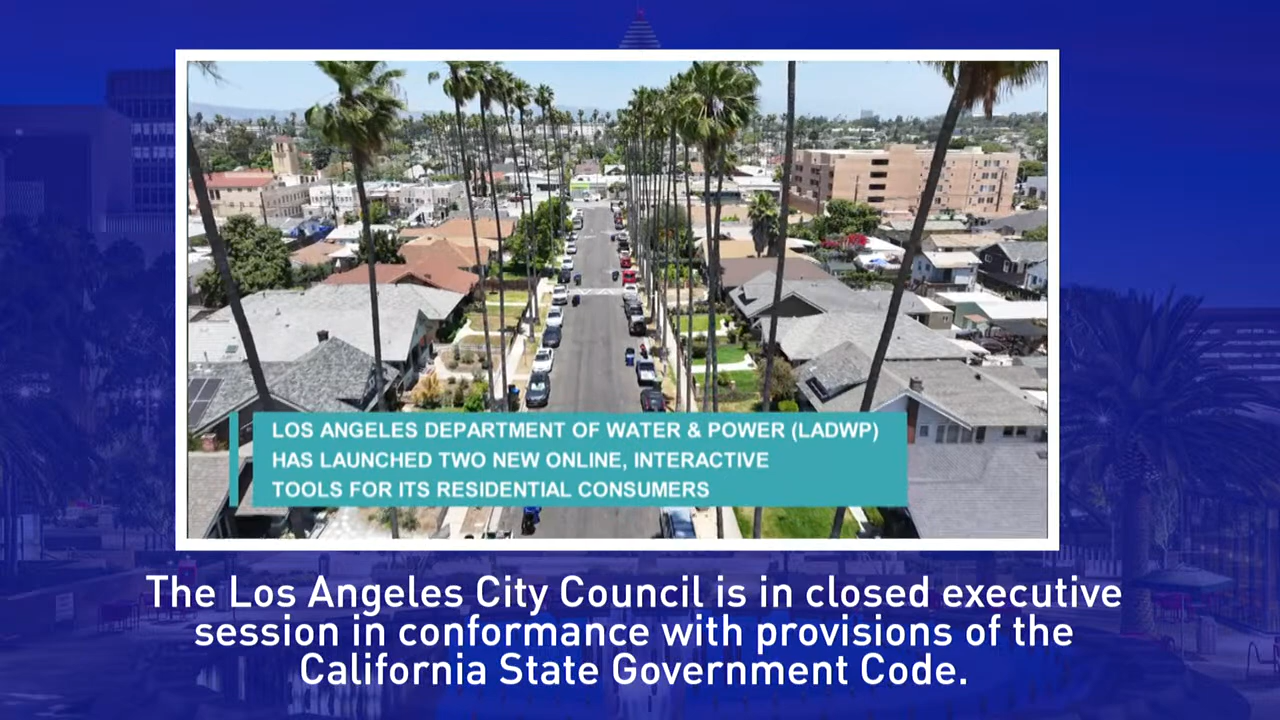 LOS ANGELES DEPARTMENT OF WATER & POWER (LADWP)
HAS LAUNCHED TWO NEW ONLINE, INTERACTIVE
TOOLS FOR ITS RESIDENTIAL CONSUMERS
The Los Angeles City Council is in closed executive
session in conformance with provisions of the
California State Government Code.